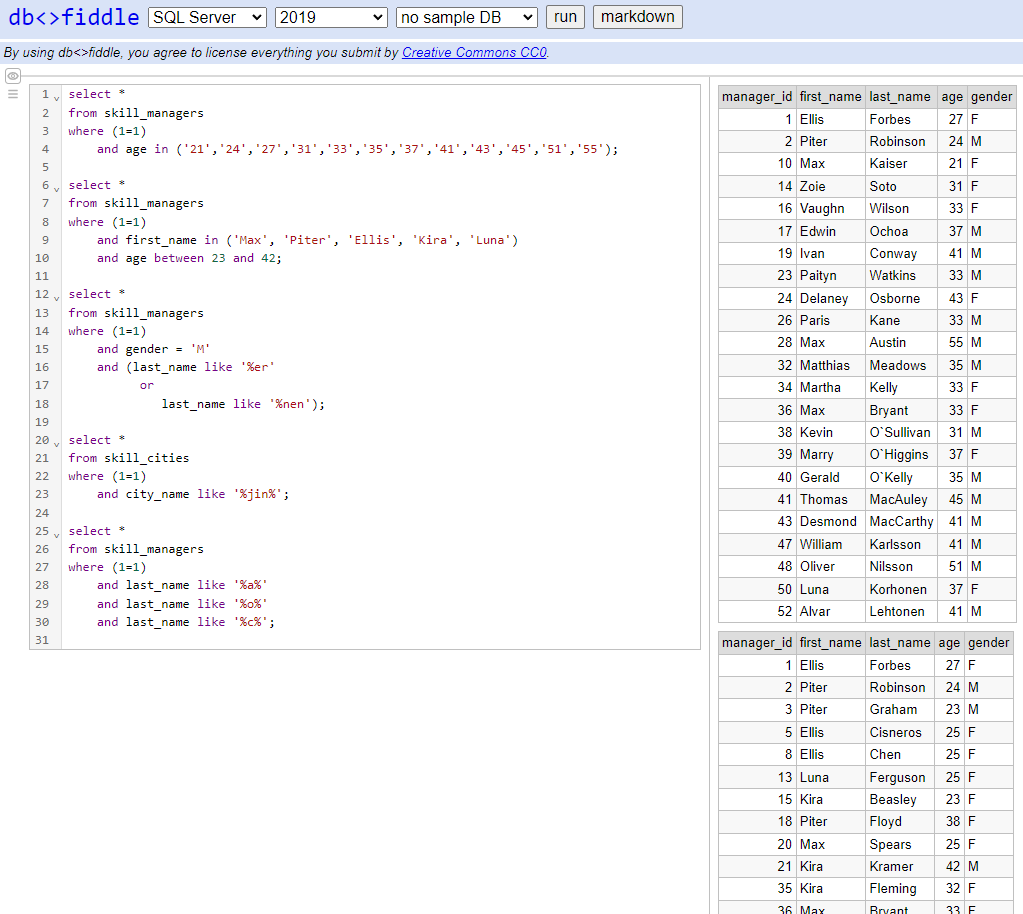 db<>fiddle SQL Server 2019 no sample DB run markdown
By using db<>fiddle, you agree to license everything you submit by Creative Commons CC0.
1 select *
2 from skill_managers
3 where (1=1)
4 and age in ('21','24','27','31','33','35','37','41','43','45','51','55');
5
6 select *
7 from skill_managers
8 where (1=1)
9 and first_name in ('Max', 'Piter', 'Ellis', 'Kira', 'Luna')
10 and age between 23 and 42;
11
12 select *
13 from skill_managers
14 where (1=1)
15 and gender = 'M'
16 and (last_name like '%er'
17 or
18 last_name like '%nen');
19
20 select *
21 from skill_cities
22 where (1=1)
23 and city_name like '%jin%';
24
25 select *
26 from skill_managers
27 where (1=1)
28 and last_name like '%a%'
29 and last_name like '%o%'
30 and last_name like '%c%';
31
manager_id first_name last_name age gender
1 Ellis Forbes 27 F
2 Piter Robinson 24 M
10 Max Kaiser 21 F
14 Zoie Soto 31 F
16 Vaughn Wilson 33 F
17 Edwin Ochoa 37 M
19 Ivan Conway 41 M
23 Paityn Watkins 33 M
24 Delaney Osborne 43 F
26 Paris Kane 33 M
28 Max Austin 55 M
32 Matthias Meadows 35 M
34 Martha Kelly 33 F
36 Max Bryant 33 F
38 Kevin O`Sullivan 31 M
39 Marry O`Higgins 37 F
40 Gerald O`Kelly 35 M
41 Thomas MacAuley 45 M
43 Desmond MacCarthy 41 M
47 William Karlsson 41 M
48 Oliver Nilsson 51 M
50 Luna Korhonen 37 F
52 Alvar Lehtonen 41 M
manager_id first_name last_name age gender
1 Ellis Forbes 27 F
2 Piter Robinson 24 M
3 Piter Graham 23 M
5 Ellis Cisneros 25 F
8 Ellis Chen 25 F
13 Luna Ferguson 25 F
15 Kira Beasley 23 F
18 Piter Floyd 38 F
20 Max Spears 25 F
21 Kira Kramer 42 M
35 Kira Fleming 32 F
36 Max Bryant 33 F